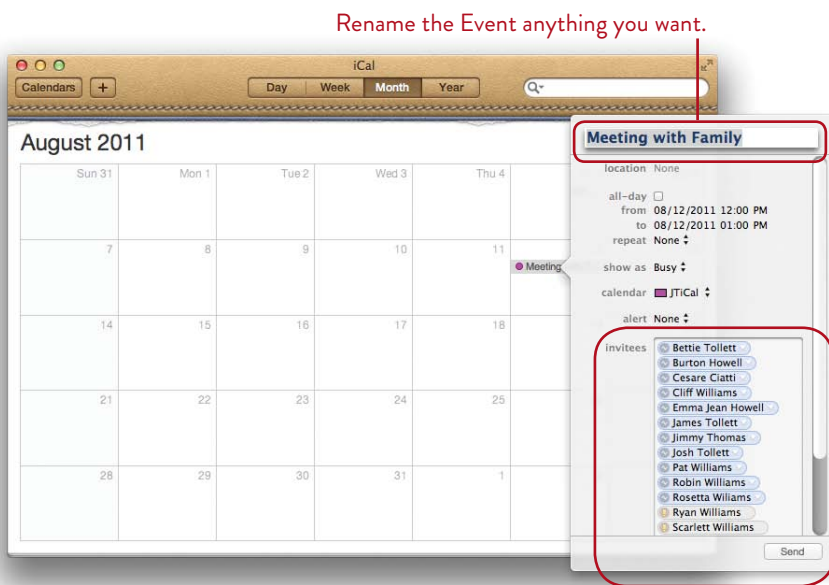 Rename the Event anything you want.
iCal
Calendars + Day Week Month Year Q
August 2011
Sun 31 Mon 1 Tue 2 Wed 3 Thu 4
7 8 9 10 11
Meeting
14 15 16 17 18
21 22 23 24 25
28 29 30 31 1
Meeting with Family
location None
all-day
from 08/12/2011 12:00 PM
to 08/12/2011 01:00 PM
repeat None
show as Busy
calendar JTiCal
alert None
invitees Bettie Tollett
Burton Howell
Cesare Ciatti
Cliff Williams
Emma Jean Howell
James Tollett
Jimmy Thomas
Josh Tollett
Pat Williams
Robin Williams
Rosetta Wiliams
Ryan Williams
Scarlett Williams
Send